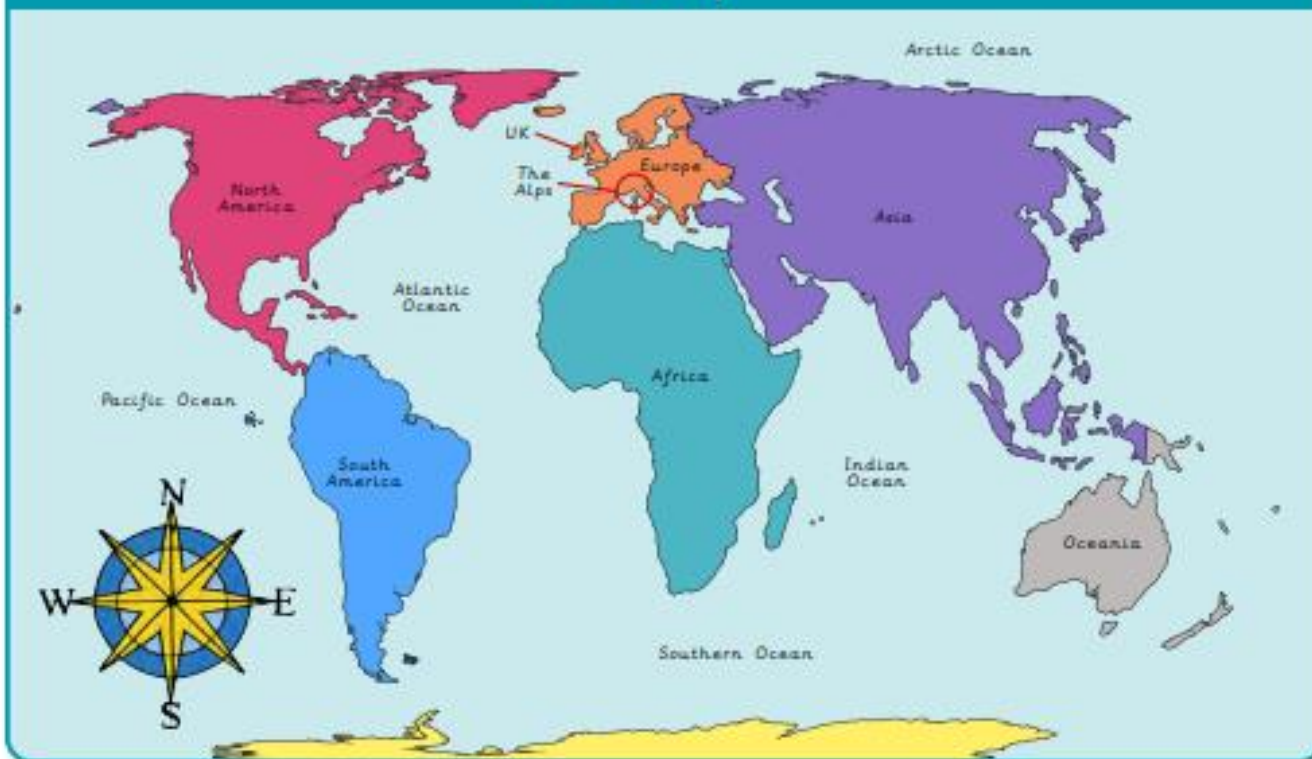 Arctic Ocean
UK
The
Alps
Europe
North
America
Asia
Atlantic
Ocean
Africa
Pacific Ocean
South
America
Indian
Ocean
Oceania
N
W
E
S
Southern Ocean